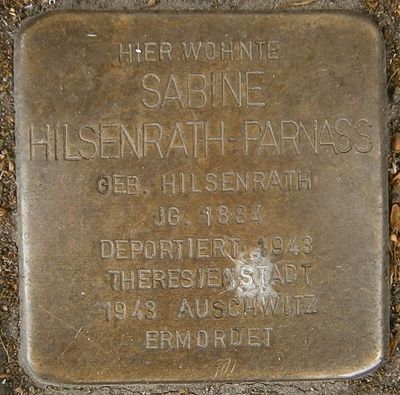 HIER WOHNTE
SABINE
HILSENRATH-PARNASS
GEB. HILSENRATH
JG. 1884
DEPORTIERT 1943
THERESIENSTADT
1943 AUSCHWITZ
ERMORDET